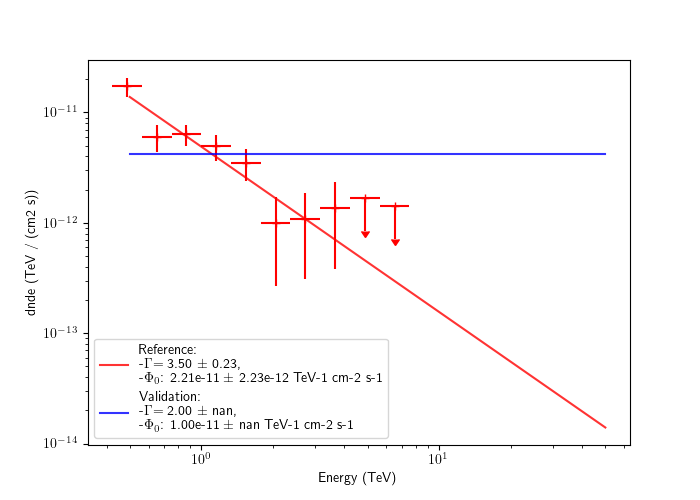 dnde (TeV / (cm2 s))
10⁻¹¹
10⁻¹²
10⁻¹³
10⁻¹⁴
Reference:
-Γ= 3.50 ± 0.23,
-Φ₀: 2.21e-11 ± 2.23e-12 TeV-1 cm-2 s-1
Validation:
-Γ= 2.00 ± nan,
-Φ₀: 1.00e-11 ± nan TeV-1 cm-2 s-1
10⁰
10¹
Energy (TeV)